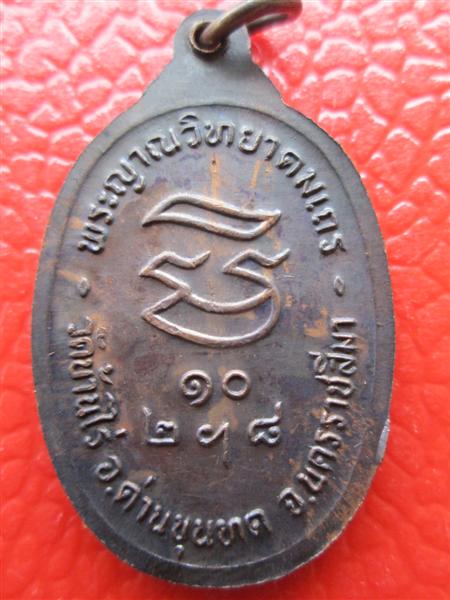 พระญาณวิทยาคมเถร
๑๐
๒ ๙ ๘
วัดบ้านไร่ อ.ด่านขุนทด จ.นครราชสีมา